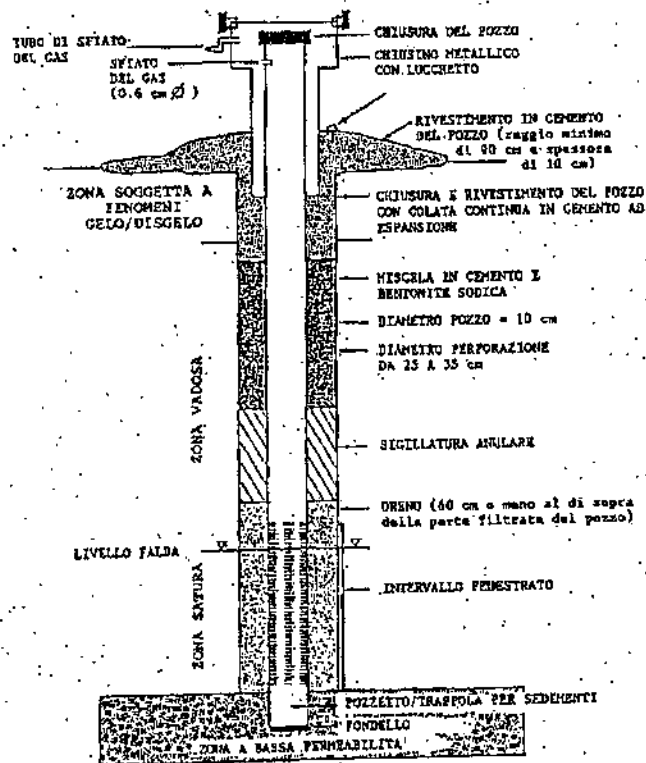 TUBO DI SFIATO
DEL GAS
SFIATO
DEL GAS
(0.6 cm Ø)
CHIUSURA DEL POZZO
CHIUSINO METALLICO
CON LUCCHETTO
RIVESTIMENTO IN CEMENTO
DEL POZZO (raggio minimo
di 90 cm e spessore
di 10 cm)
ZONA SOGGETTA A
FENOMENI
GELO/DISGELO
CHIUSURA E RIVESTIMENTO DEL POZZO
CON COLATA CONTINUA IN CEMENTO AD
ESPANSIONE
MISCELA IN CEMENTO E
BENTONITE SODICA
DIAMETRO POZZO = 10 cm
DIAMETRO PERFORAZIONE
DA 25 A 35 cm
ZONA VADOSA
SIGILLATURA ANULARE
DRENO (60 cm o meno al di sopra
della parte filtrata del pozzo)
LIVELLO FALDA
INTERVALLO FENESTRATO
ZONA SATURA
POZZETTO/TRAPPOLA PER SEDIMENTI
FONDELLO
ZONA A BASSA PERMEABILITA'